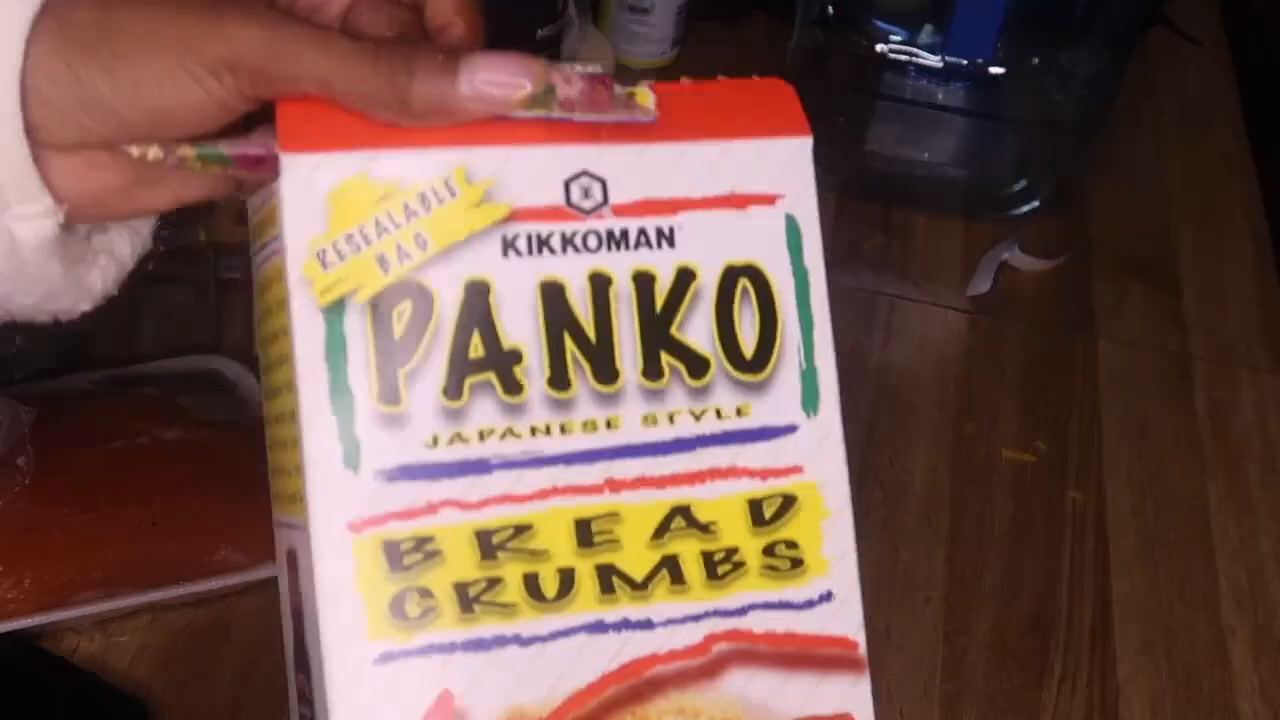 RESEALABLE
BAG
KIKKOMAN
PANKO
JAPANESE STYLE
BREAD
CRUMBS